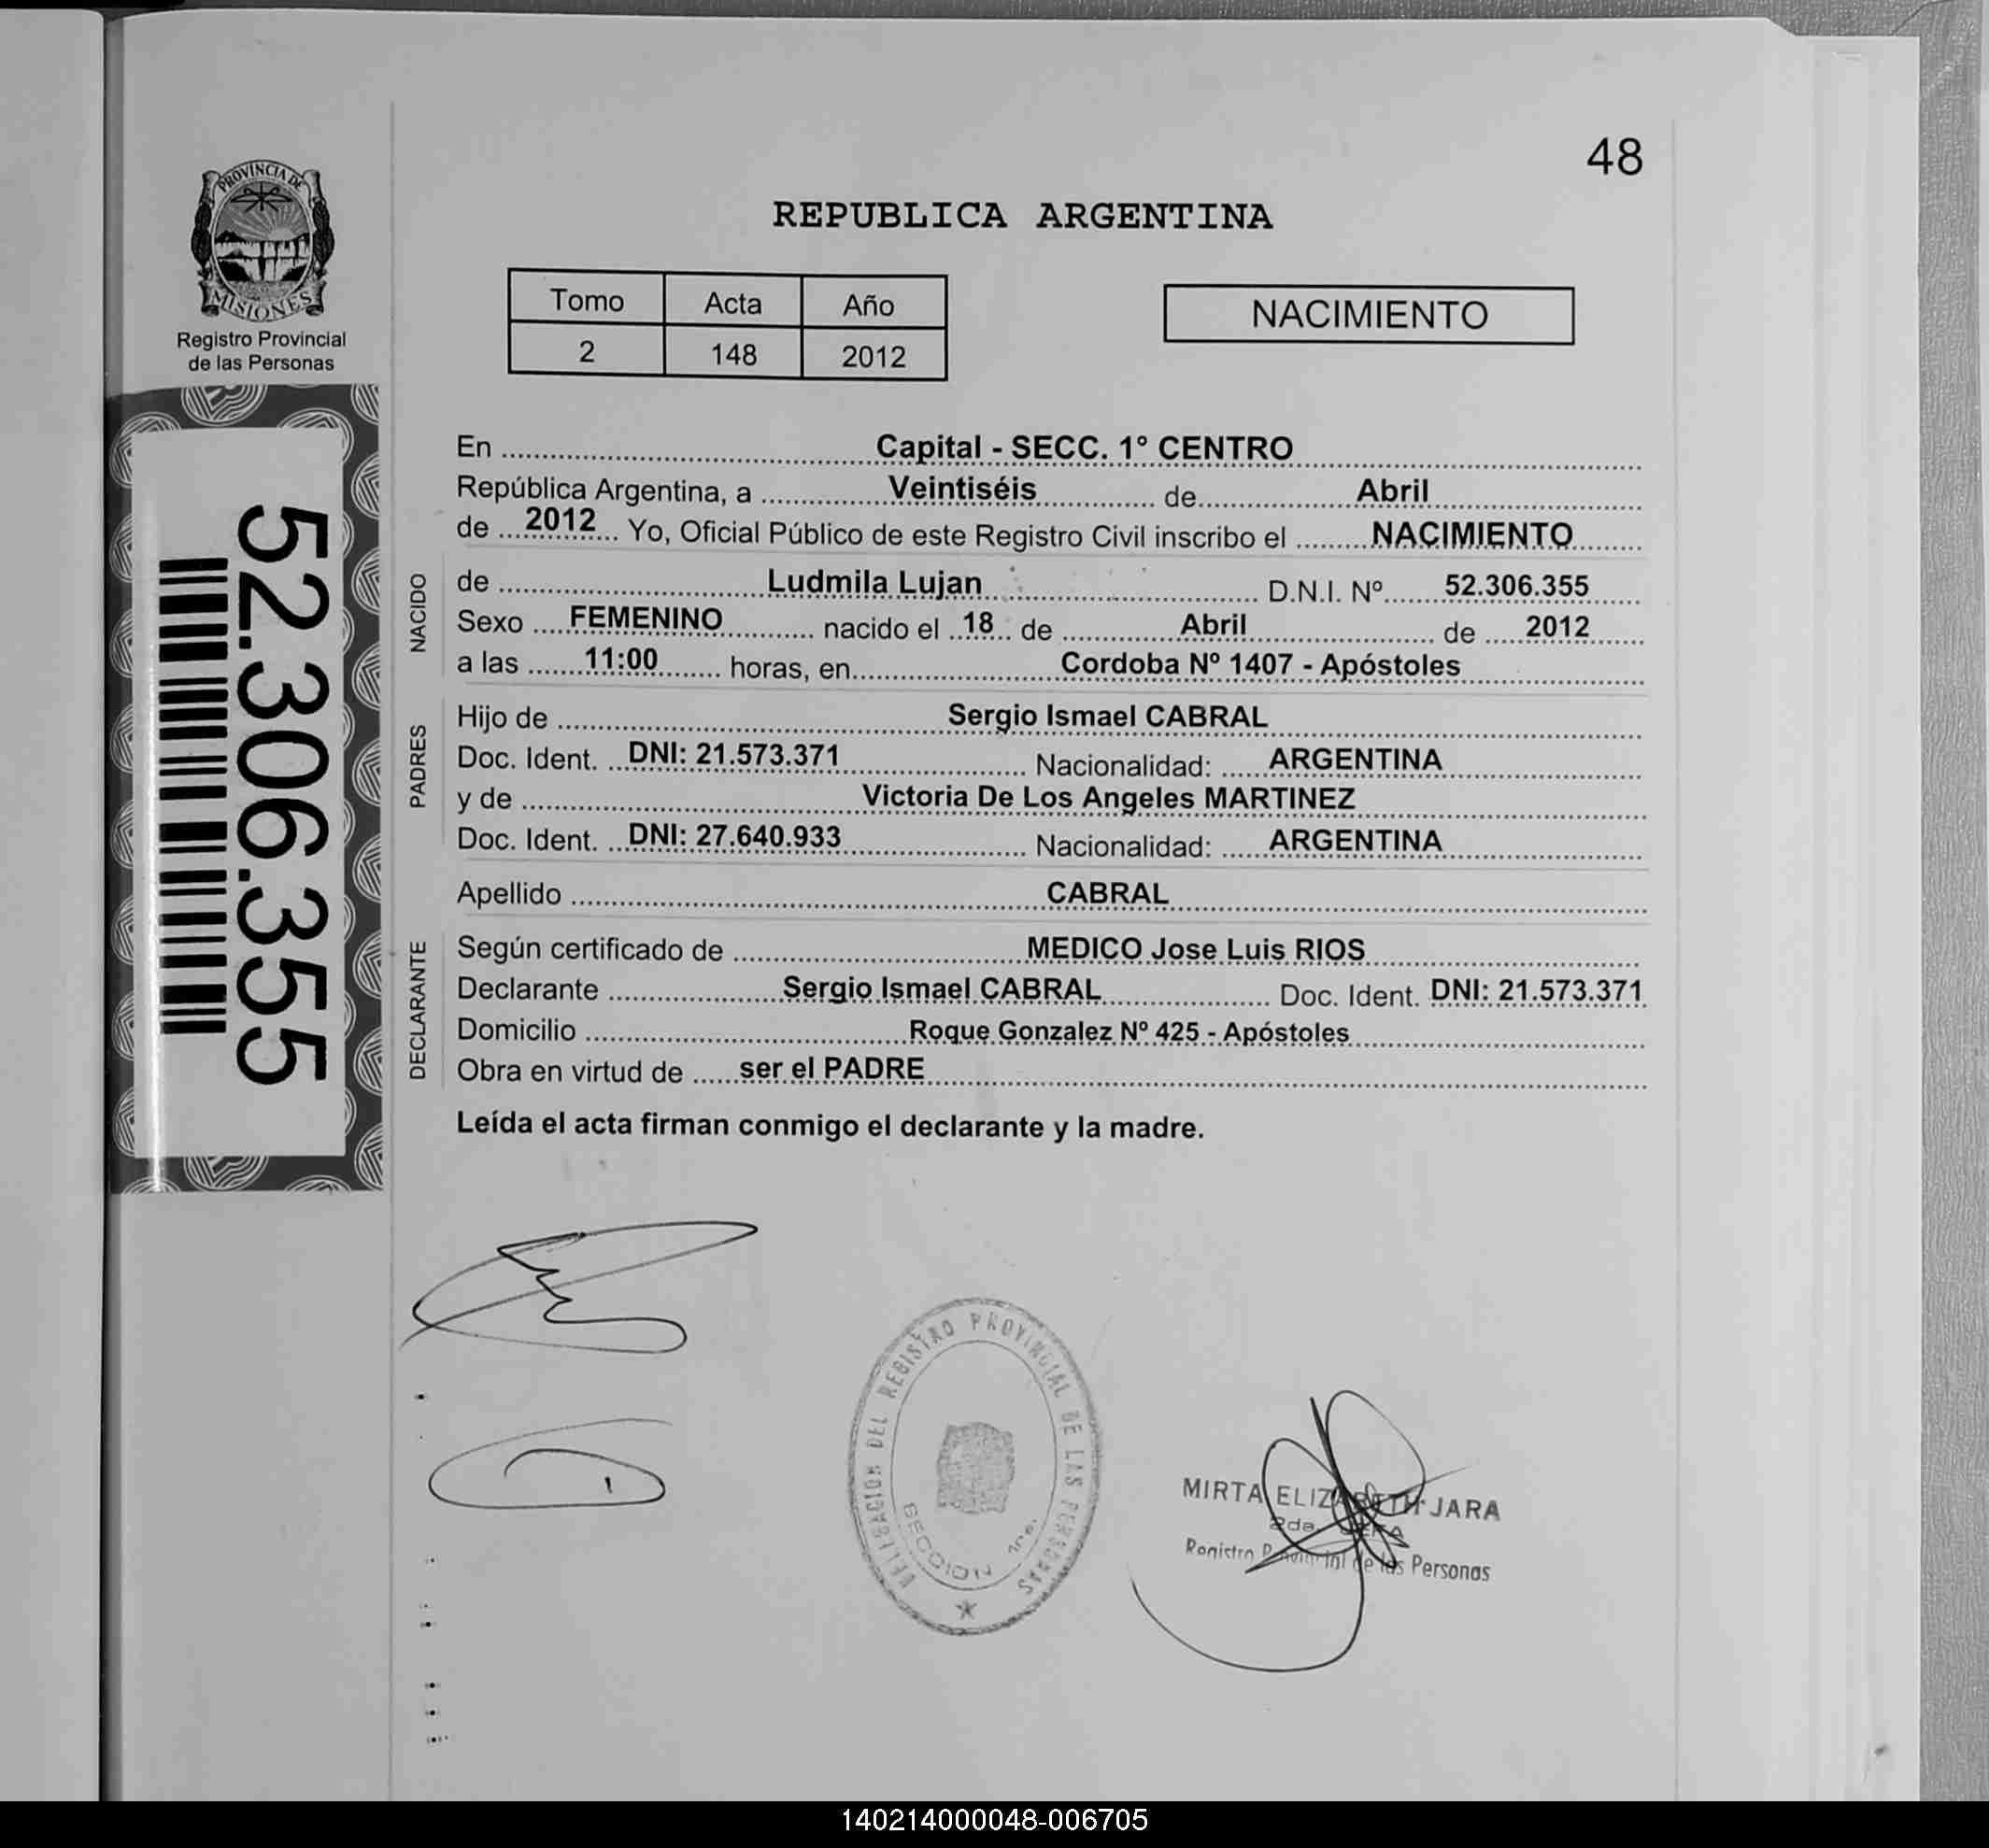 48
PROVINCIA DE
MISIONES
Registro Provincial
de las Personas
REPUBLICA ARGENTINA
Tomo Acta Año
2 148 2012
NACIMIENTO
52.306.355
En Capital - SECC. 1° CENTRO
República Argentina, a Veintiséis de Abril
de 2012 Yo, Oficial Público de este Registro Civil inscribo el NACIMIENTO
NACIDO
de Ludmila Lujan D.N.I. Nº 52.306.355
Sexo FEMENINO nacido el 18 de Abril de 2012
a las 11:00 horas, en Cordoba Nº 1407 - Apóstoles
PADRES
Hijo de Sergio Ismael CABRAL
Doc. Ident. DNI: 21.573.371 Nacionalidad: ARGENTINA
y de Victoria De Los Angeles MARTINEZ
Doc. Ident. DNI: 27.640.933 Nacionalidad: ARGENTINA
Apellido CABRAL
DECLARANTE
Según certificado de MEDICO Jose Luis RIOS
Declarante Sergio Ismael CABRAL Doc. Ident. DNI: 21.573.371
Domicilio Roque Gonzalez Nº 425 - Apóstoles
Obra en virtud de ser el PADRE
Leída el acta firman conmigo el declarante y la madre.
DELEGACION DEL REGISTRO PROVINCIAL DE LAS PERSONAS
SECCION 1ra.
MIRTA ELIZABETH JARA
2da. JEFA
Registro Provincial de las Personas
140214000048-006705